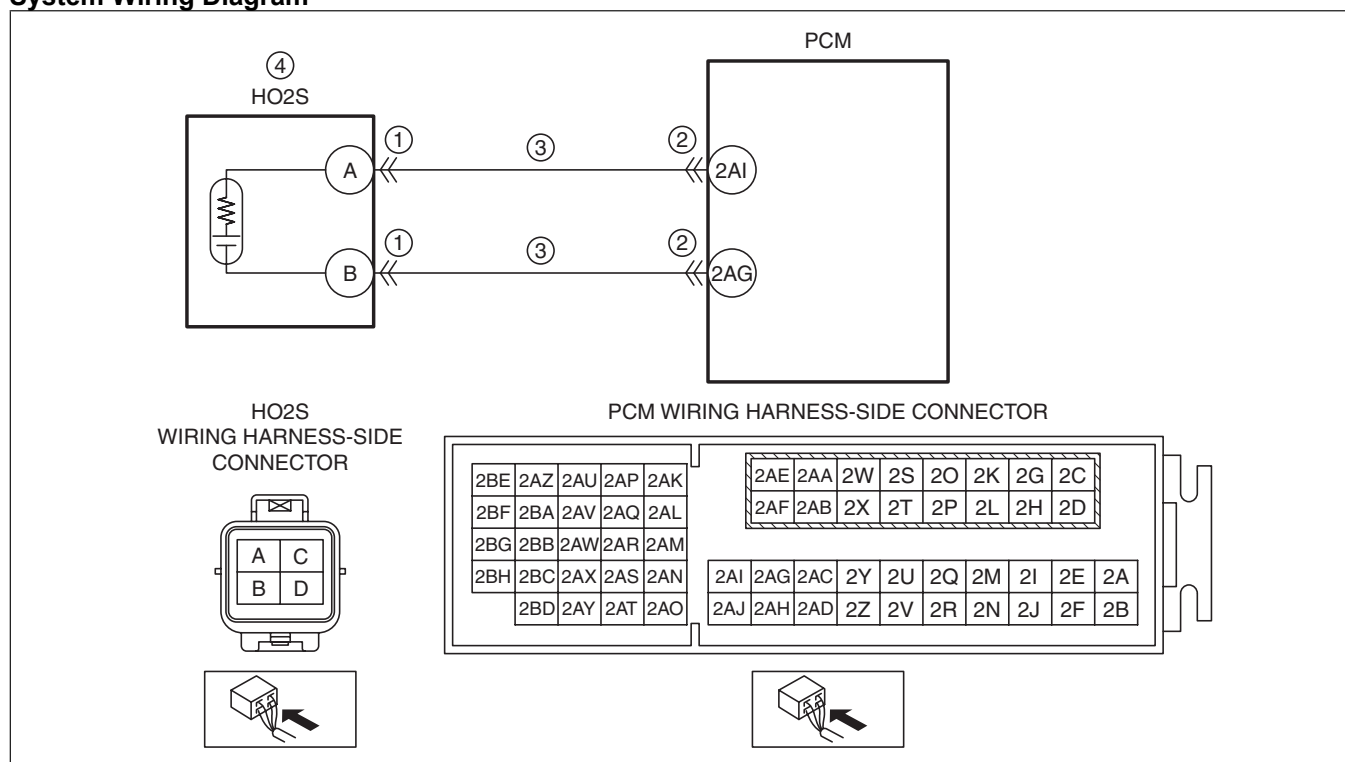 System Wiring Diagram
PCM
4
HO2S
1
3
2
A
2AI
1
3
2
B
2AG
HO2S
WIRING HARNESS-SIDE
CONNECTOR
PCM WIRING HARNESS-SIDE CONNECTOR
A C
B D
2BE 2AZ 2AU 2AP 2AK
2BF 2BA 2AV 2AQ 2AL
2BG 2BB 2AW 2AR 2AM
2BH 2BC 2AX 2AS 2AN
2BD 2AY 2AT 2AO
2AE 2AA 2W 2S 2O 2K 2G 2C
2AF 2AB 2X 2T 2P 2L 2H 2D
2AI 2AG 2AC 2Y 2U 2Q 2M 2I 2E 2A
2AJ 2AH 2AD 2Z 2V 2R 2N 2J 2F 2B